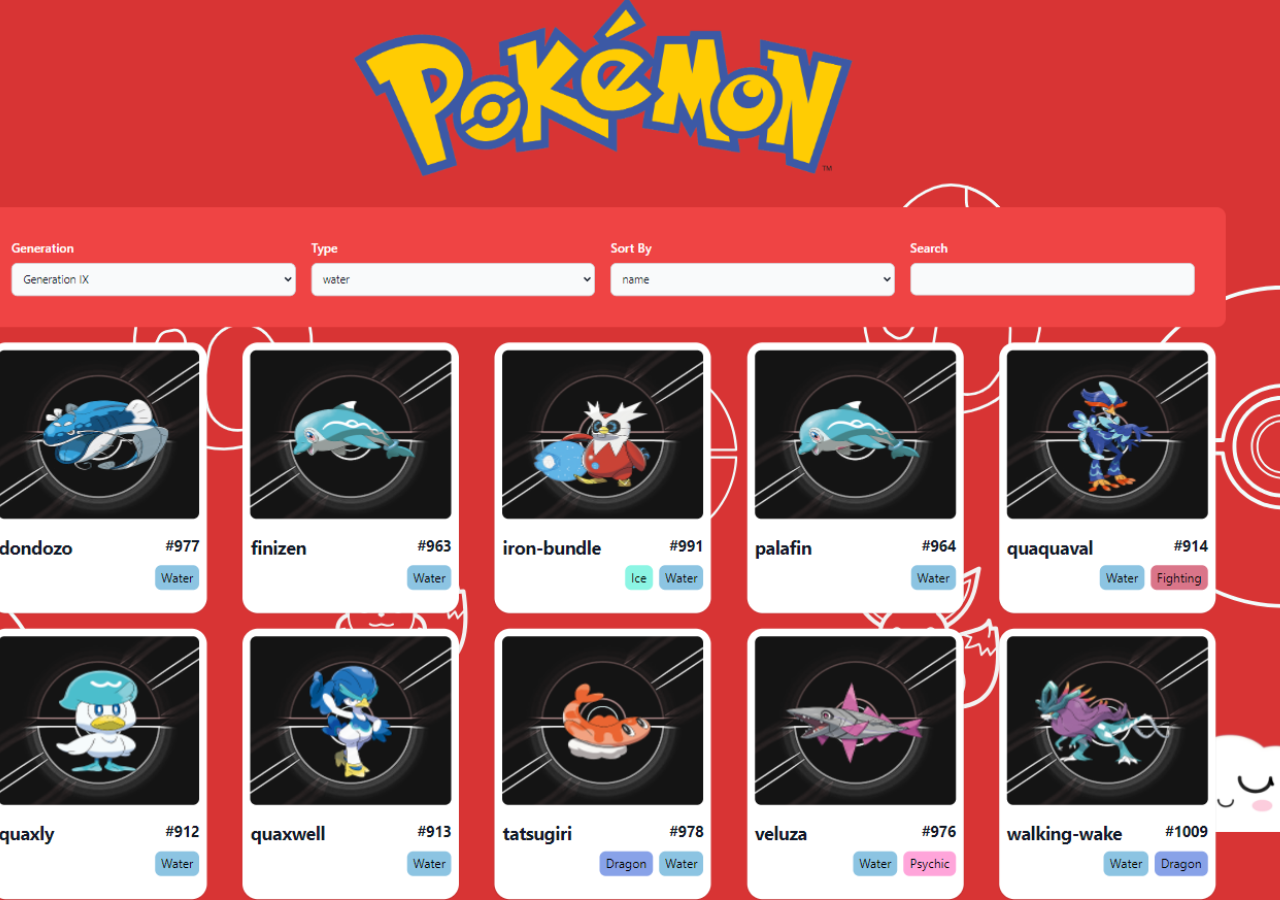 POKéMON
TM
Generation Type Sort By Search
Generation IX water name
dondozo #977 finizen #963 iron-bundle #991 palafin #964 quaquaval #914
Water Water Ice Water Water Water Fighting
quaxly #912 quaxwell #913 tatsugiri #978 veluza #976 walking-wake #1009
Water Water Dragon Water Water Psychic Water Dragon